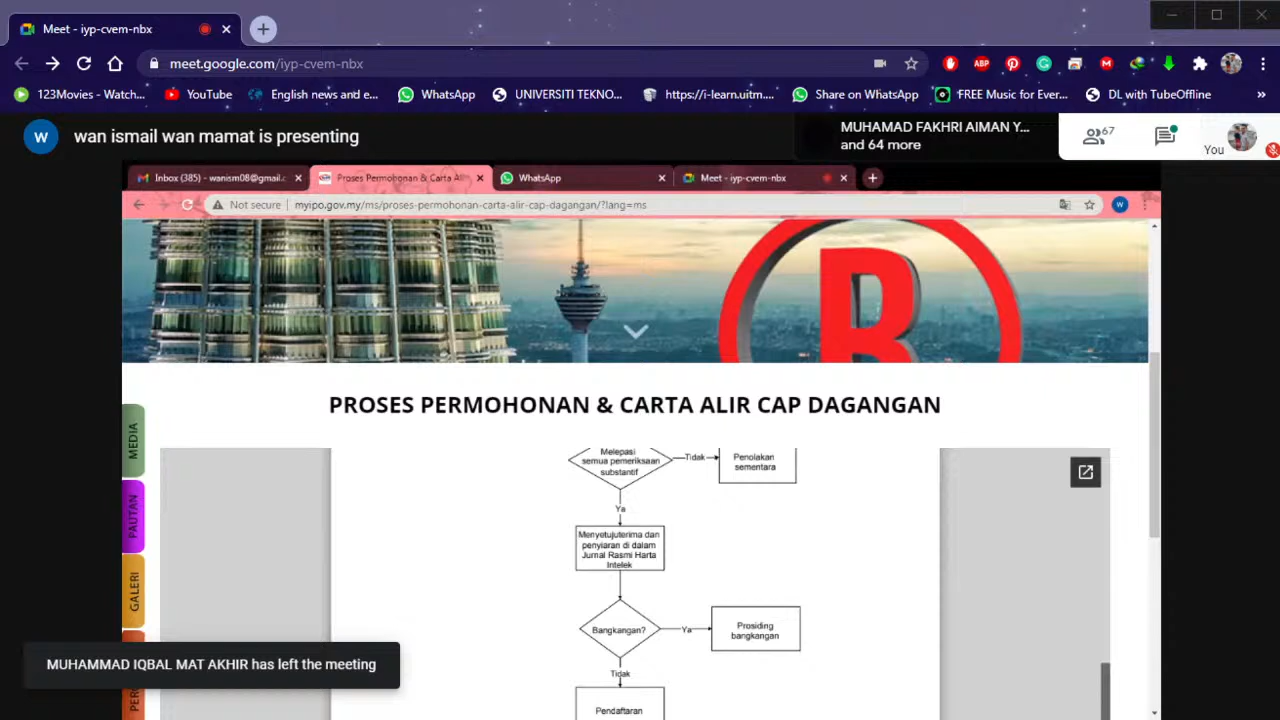 Meet - iyp-cvem-nbx
meet.google.com/iyp-cvem-nbx
123Movies - Watch...
YouTube
English news and e...
WhatsApp
UNIVERSITI TEKNO...
https://i-learn.uitm....
Share on WhatsApp
FREE Music for Ever...
DL with TubeOffline
»
W
wan ismail wan mamat is presenting
MUHAMAD FAKHRI AIMAN Y...
and 64 more
67
You
Inbox (385) - wanism08@gmail.c
Proses Permohonan & Carta Ali
WhatsApp
Meet - iyp-cvem-nbx
Not secure
myipo.gov.my/ms/proses-permohonan-carta-alir-cap-dagangan/?lang=ms
W
R
PROSES PERMOHONAN & CARTA ALIR CAP DAGANGAN
MEDIA
PAUTAN
GALERI
Melepasi
semua pemeriksaan
substantif
Tidak
Penolakan
sementara
Ya
Menyetujuterima dan
penyiaran di dalam
Jurnal Rasmi Harta
Intelek
Bangkangan?
Ya
Prosiding
bangkangan
Tidak
Pendaftaran
MUHAMMAD IQBAL MAT AKHIR has left the meeting